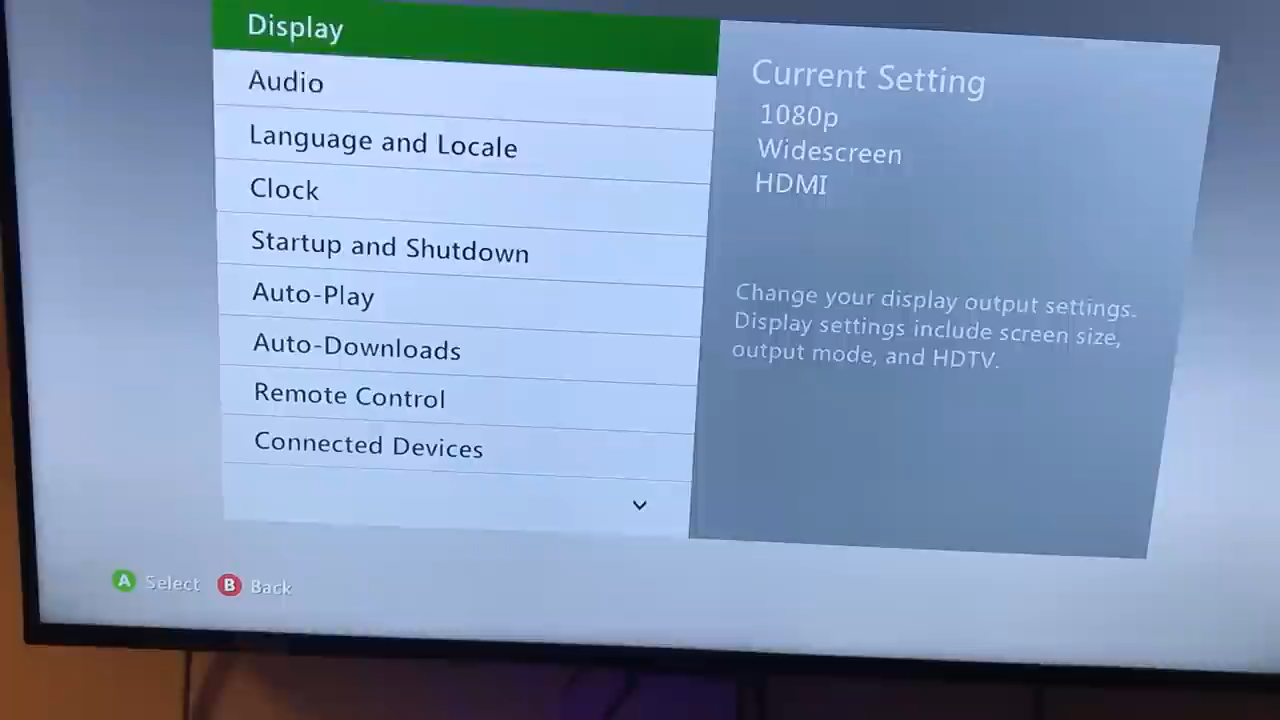 Display
Audio
Language and Locale
Clock
Startup and Shutdown
Auto-Play
Auto-Downloads
Remote Control
Connected Devices
Current Setting
1080p
Widescreen
HDMI
Change your display output settings.
Display settings include screen size,
output mode, and HDTV.
A Select B Back